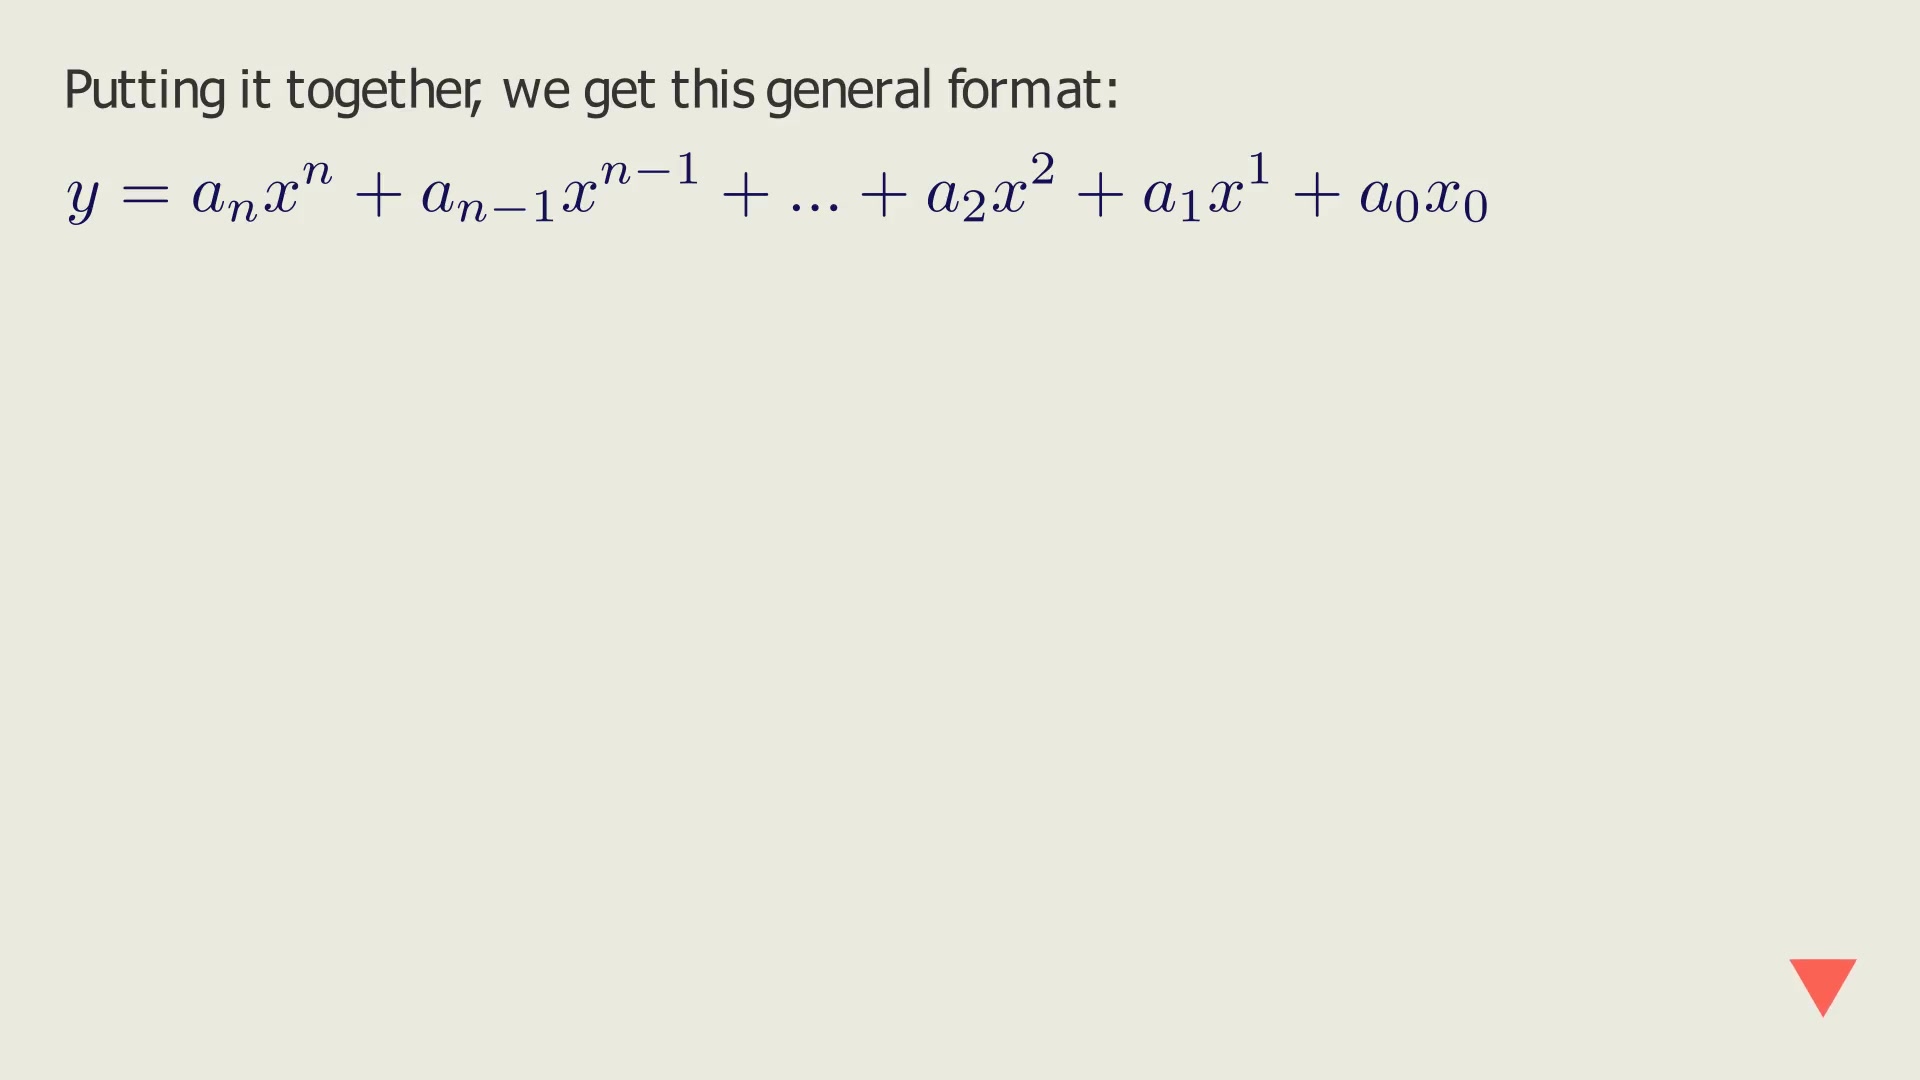 Putting it together, we get this general format:
$y = a_n x^n + a_{n-1} x^{n-1} + ... + a_2 x^2 + a_1 x^1 + a_0 x_0$